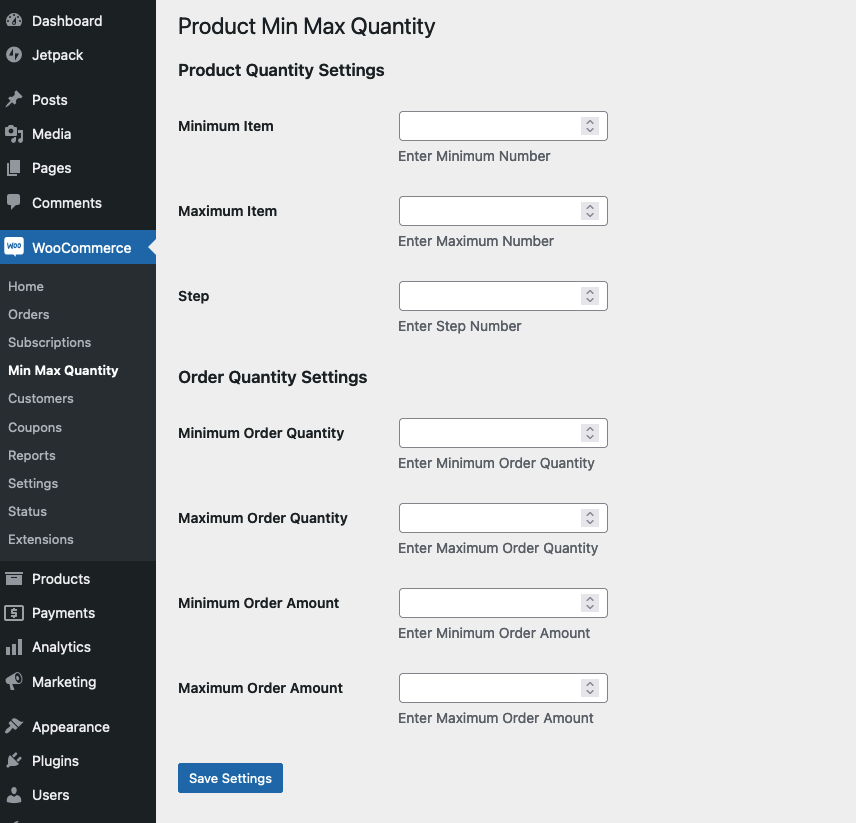 Dashboard
Jetpack
Posts
Media
Pages
Comments
woo WooCommerce
Home
Orders
Subscriptions
Min Max Quantity
Customers
Coupons
Reports
Settings
Status
Extensions
Products
Payments
Analytics
Marketing
Appearance
Plugins
Users
Product Min Max Quantity
Product Quantity Settings
Minimum Item
Enter Minimum Number
Maximum Item
Enter Maximum Number
Step
Enter Step Number
Order Quantity Settings
Minimum Order Quantity
Enter Minimum Order Quantity
Maximum Order Quantity
Enter Maximum Order Quantity
Minimum Order Amount
Enter Minimum Order Amount
Maximum Order Amount
Enter Maximum Order Amount
Save Settings